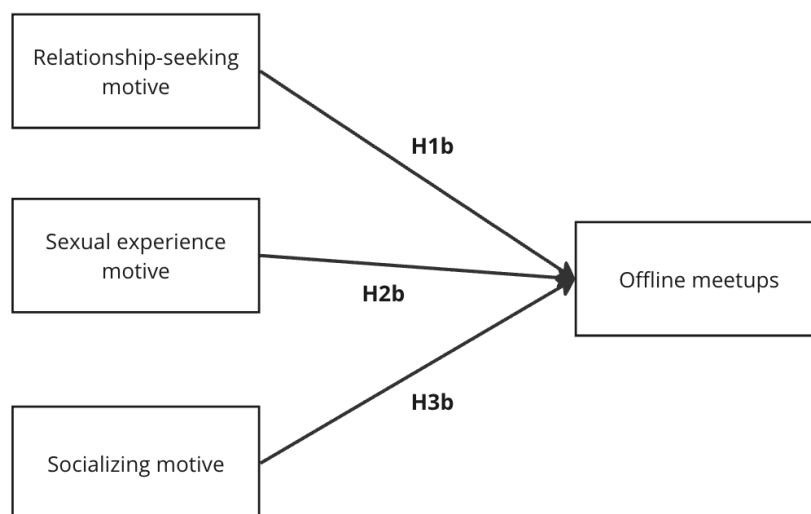 Relationship-seeking
motive
H1b
Sexual experience
motive
H2b
Offline meetups
H3b
Socializing motive